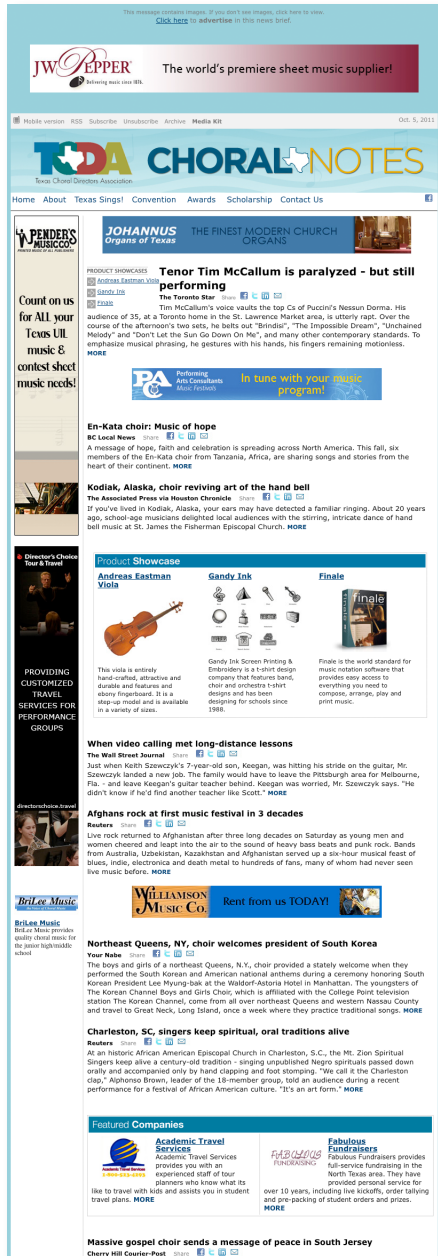 This message contains images. If you don't see images, click here to view.
Click here to advertise in this news brief.
JW PEPPER
Delivering music since 1876.
The world's premiere sheet music supplier!
Mobile version RSS Subscribe Unsubscribe Archive Media Kit Oct. 5, 2011
TCDA
Texas Choral Directors Association
CHORAL NOTES
Home About Texas Sings! Convention Awards Scholarship Contact Us
PENDER'S
MUSIC CO.
Count on us
for ALL your
Texas UIL
music &
contest sheet
music needs!
JOHANNUS
Organs of Texas
THE FINEST MODERN CHURCH
ORGANS
PRODUCT SHOWCASES
Andreas Eastman Viola
Gandy Ink
Finale
Tenor Tim McCallum is paralyzed - but still
performing
The Toronto Star Share
Tim McCallum's voice vaults the top Cs of Puccini's Nessun Dorma. His
audience of 35, at a Toronto home in the St. Lawrence Market area, is utterly rapt. Over the
course of the afternoon's two sets, he belts out "Brindisi", "The Impossible Dream", "Unchained
Melody" and "Don't Let the Sun Go Down On Me", and many other contemporary standards. To
emphasize musical phrasing, he gestures with his hands, his fingers remaining motionless.
MORE
PAC
Performing
Arts Consultants
Music Festivals
In tune with your music
program!
En-Kata choir: Music of hope
BC Local News Share
A message of hope, faith and celebration is spreading across North America. This fall, six
members of the En-Kata choir from Tanzania, Africa, are sharing songs and stories from the
heart of their continent. MORE
Kodiak, Alaska, choir reviving art of the hand bell
The Associated Press via Houston Chronicle Share
If you've lived in Kodiak, Alaska, your ears may have detected a familiar ringing. About 20 years
ago, school-age musicians delighted local audiences with the stirring, intricate dance of hand
bell music at St. James the Fisherman Episcopal Church. MORE
Director's Choice
Tour & Travel
PROVIDING
CUSTOMIZED
TRAVEL
SERVICES FOR
PERFORMANCE
GROUPS
directorschoice.travel
Product Showcase
Andreas Eastman
Viola
This viola is entirely
hand-crafted, attractive and
durable and features and
ebony fingerboard. It is a
step-up model and is available
in a variety of sizes.
Gandy Ink
Gandy Ink Screen Printing &
Embroidery is a t-shirt design
company that features band,
choir and orchestra t-shirt
designs and has been
designing for schools since
1988.
Finale
finale
Finale is the world standard for
music notation software that
provides easy access to
everything you need to
compose, arrange, play and
print music.
When video calling met long-distance lessons
The Wall Street Journal Share
Just when Keith Szewczyk's 7-year-old son, Keegan, was hitting his stride on the guitar, Mr.
Szewczyk landed a new job. The family would have to leave the Pittsburgh area for Melbourne,
Fla. - and leave Keegan's guitar teacher behind. Keegan was worried, Mr. Szewczyk says. "He
didn't know if he'd find another teacher like Scott." MORE
Afghans rock at first music festival in 3 decades
Reuters Share
Live rock returned to Afghanistan after three long decades on Saturday as young men and
women cheered and leapt into the air to the sound of heavy bass beats and punk rock. Bands
from Australia, Uzbekistan, Kazakhstan and Afghanistan served up a six-hour musical feast of
blues, indie, electronica and death metal to hundreds of fans, many of whom had never seen
live music before. MORE
BriLee Music
BriLee Music
BriLee Music provides
quality choral music for
the junior high/middle
school
WILLIAMSON
MUSIC CO.
Rent from us TODAY!
Northeast Queens, NY, choir welcomes president of South Korea
Your Nabe Share
The boys and girls of a northeast Queens, N.Y., choir provided a stately welcome when they
performed the South Korean and American national anthems during a ceremony honoring South
Korean President Lee Myung-bak at the Waldorf-Astoria Hotel in Manhattan. The youngsters of
The Korean Channel Boys and Girls Choir, which is affiliated with the College Point television
station The Korean Channel, come from all over northeast Queens and western Nassau County
and travel to Great Neck, Long Island, once a week where they practice traditional songs. MORE
Charleston, SC, singers keep spiritual, oral traditions alive
Reuters Share
At an historic African American Episcopal Church in Charleston, S.C., the Mt. Zion Spiritual
Singers keep alive a century-old tradition - singing unpublished Negro spirituals passed down
orally and accompanied only by hand clapping and foot stomping. "We call it the Charleston
clap," Alphonso Brown, leader of the 18-member group, told an audience during a recent
performance for a festival of African American culture. "It's an art form." MORE
Featured Companies
Academic Travel
Services
Academic Travel Services
provides you with an
experienced staff of tour
planners who know what its
like to travel with kids and assists you in student
travel plans. MORE
FABULOUS
FUNDRAISING
Fabulous
Fundraisers
Fabulous Fundraisers provides
full-service fundraising in the
North Texas area. They have
provided personal service for
over 10 years, including live kickoffs, order tallying
and pre-packing of student orders and prizes.
MORE
Massive gospel choir sends a message of peace in South Jersey
Cherry Hill Courier-Post Share